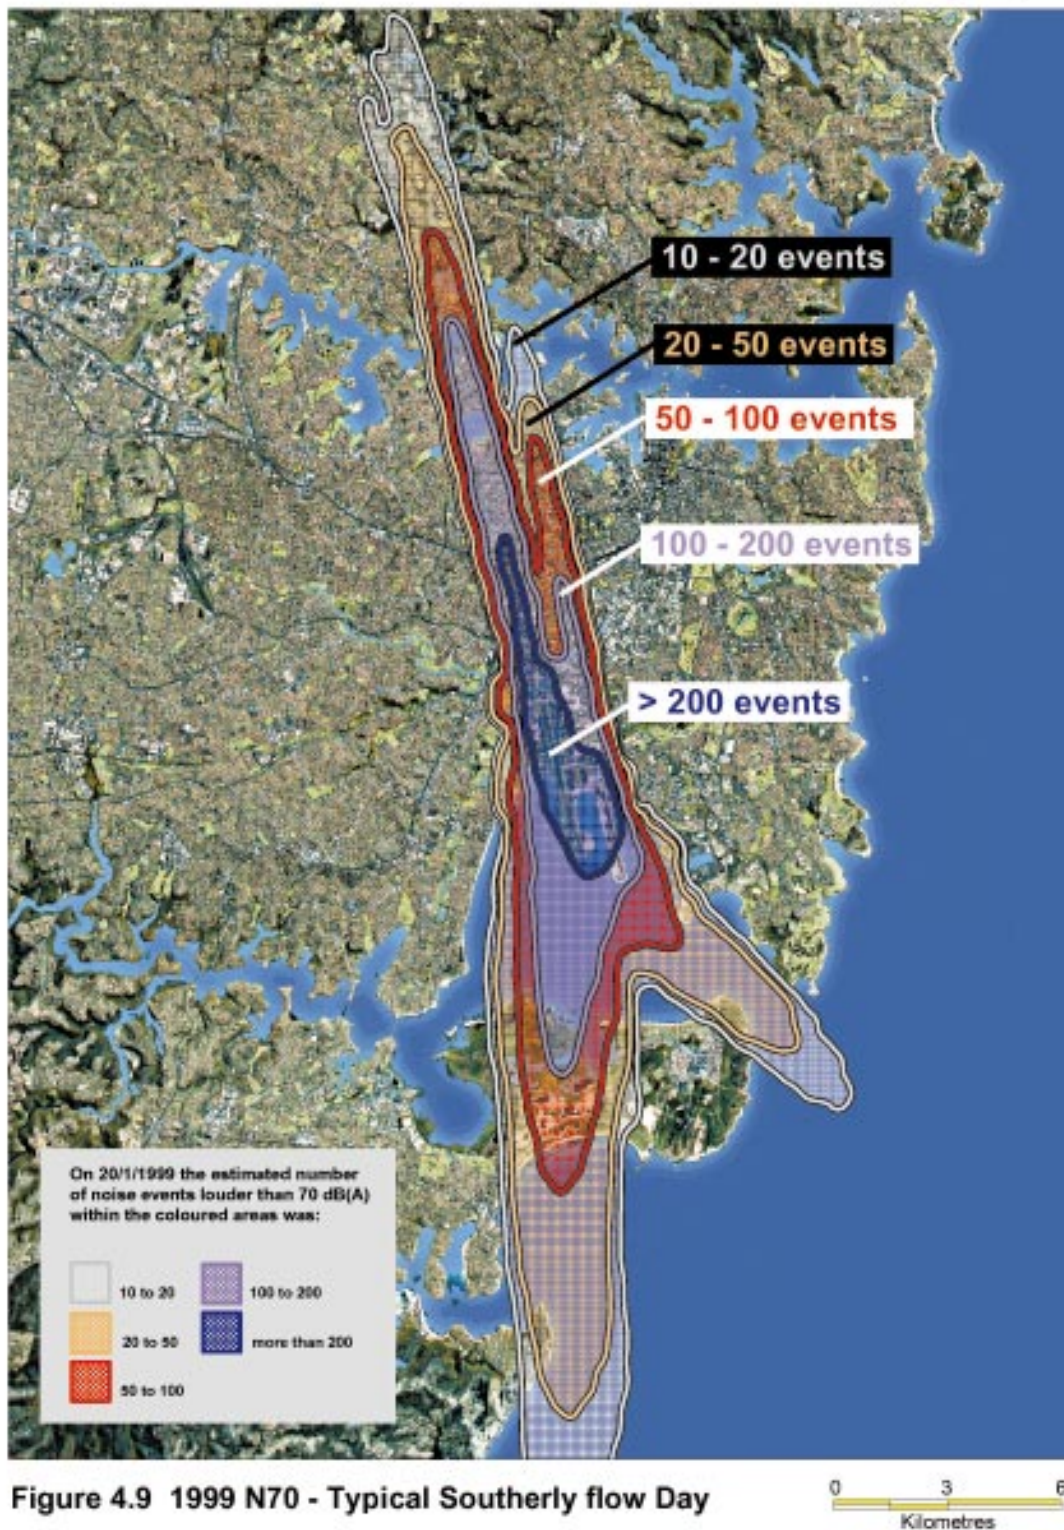 10 - 20 events
20 - 50 events
50 - 100 events
100 - 200 events
> 200 events
On 20/1/1999 the estimated number
of noise events louder than 70 dB(A)
within the coloured areas was:
10 to 20
100 to 200
20 to 50
more than 200
50 to 100
Figure 4.9 1999 N70 - Typical Southerly flow Day
0 3 6
Kilometres